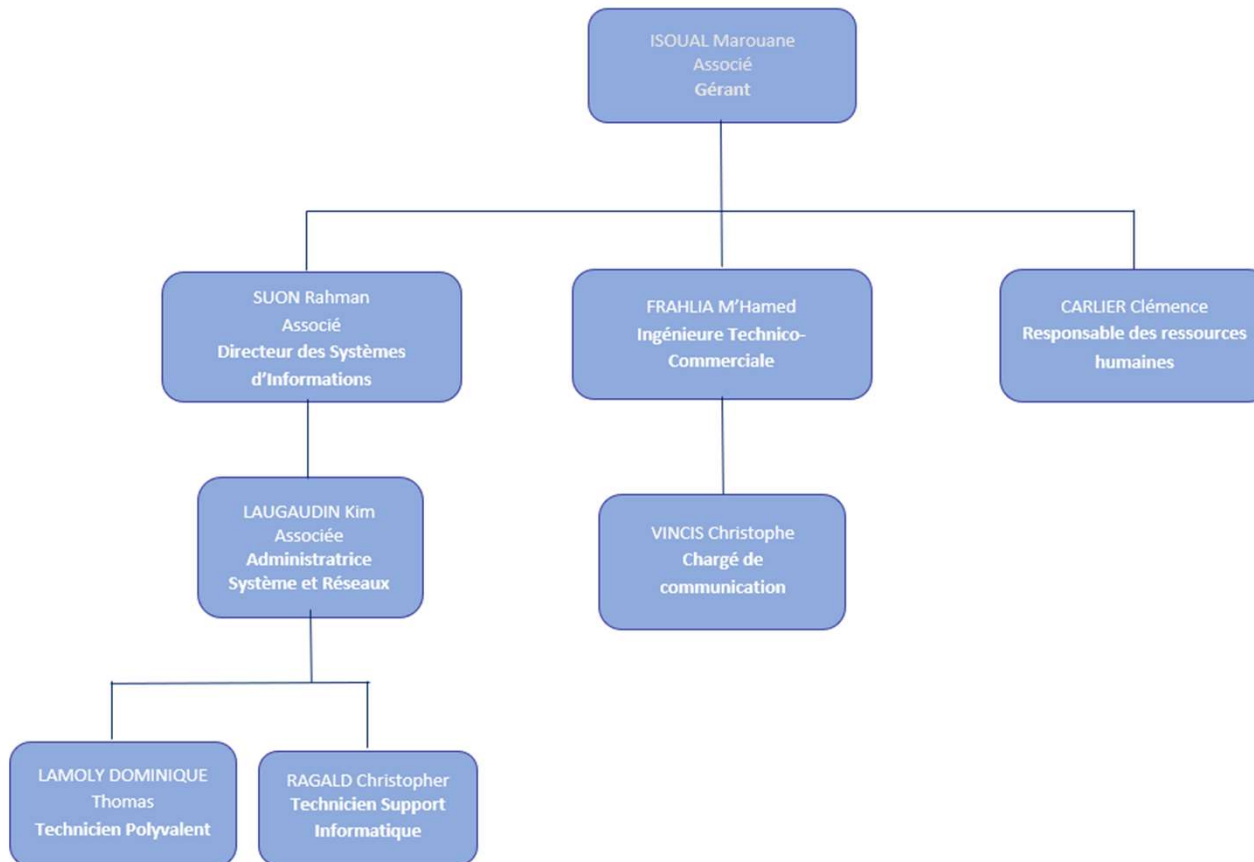 ISOUAL Marouane
Associé
Gérant
SUON Rahman
Associé
Directeur des Systèmes
d'Informations
FRAHLIA M'Hamed
Ingénieure Technico-
Commerciale
CARLIER Clémence
Responsable des ressources
humaines
LAUGAUDIN Kim
Associée
Administratrice
Système et Réseaux
VINCIS Christophe
Chargé de
communication
LAMOLY DOMINIQUE
Thomas
Technicien Polyvalent
RAGALD Christopher
Technicien Support
Informatique